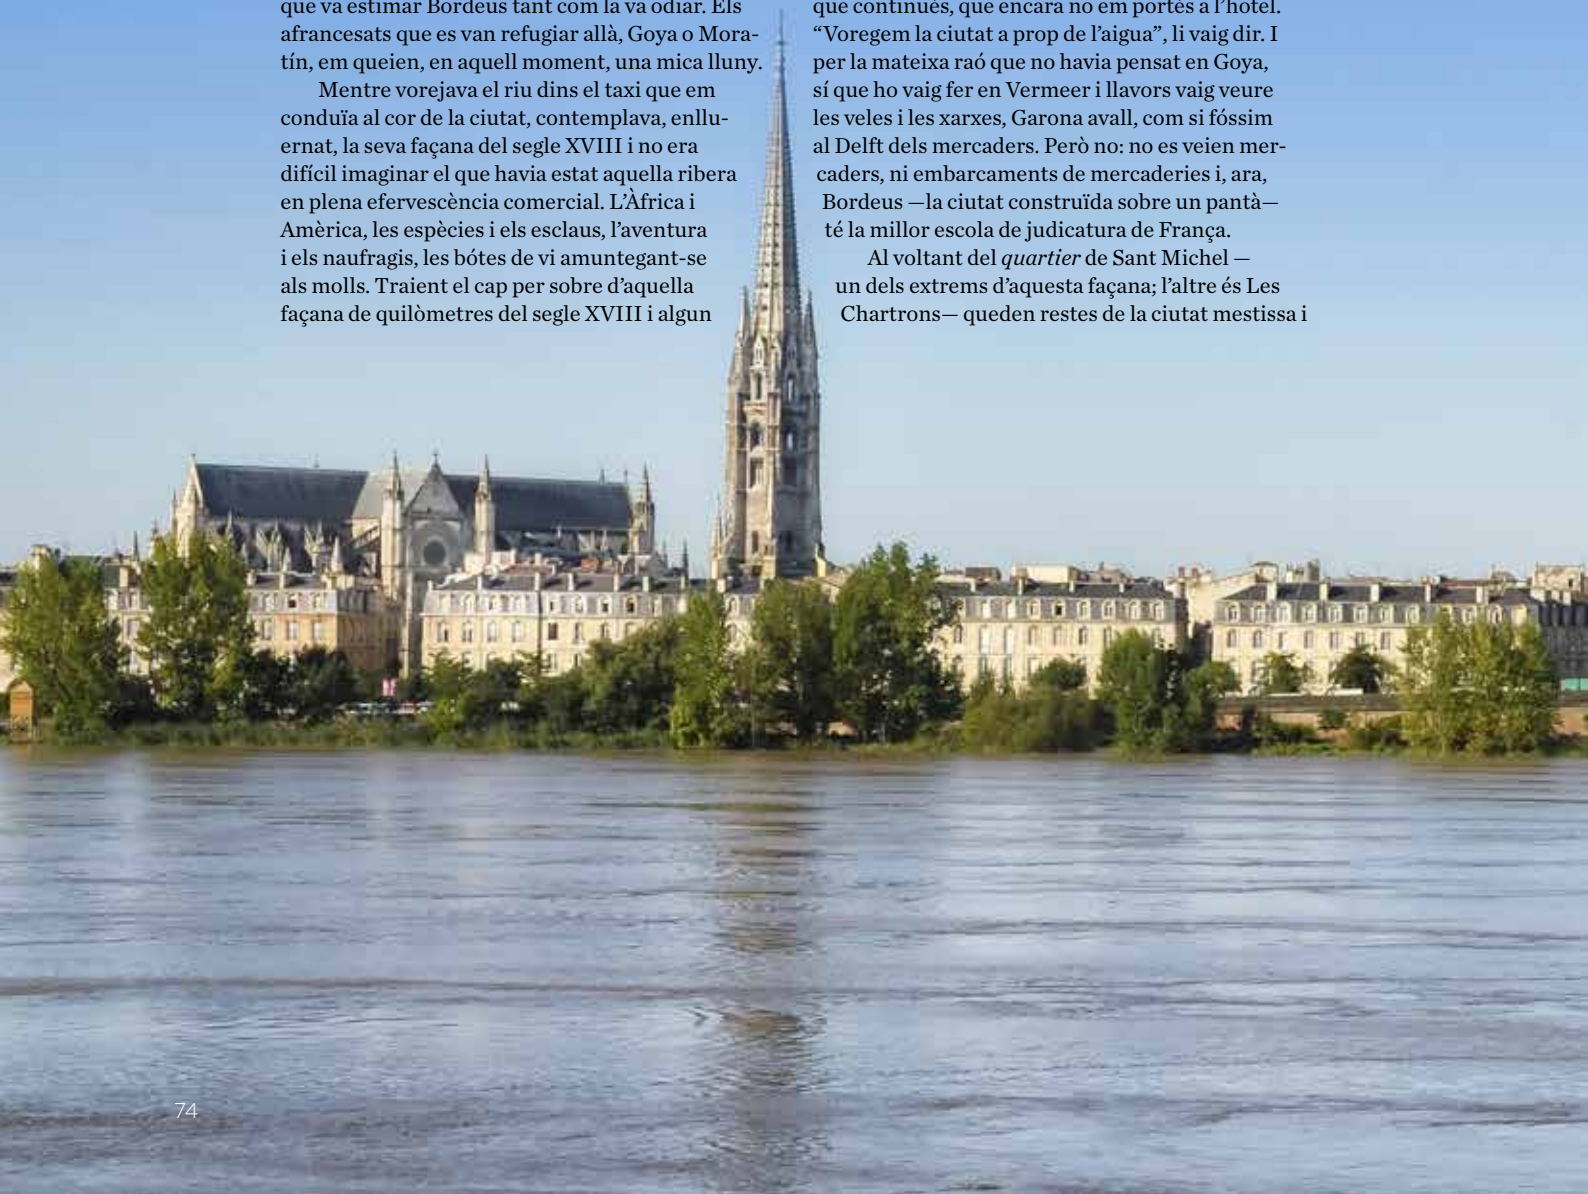 que va estimar Bordeus tant com la va odiar. Els
afrancesats que es van refugiar allà, Goya o Mora-
tín, em queien, en aquell moment, una mica lluny.
Mentre vorejava el riu dins el taxi que em
conduïa al cor de la ciutat, contemplava, enllu-
ernat, la seva façana del segle XVIII i no era
difícil imaginar el que havia estat aquella ribera
en plena efervescència comercial. L’Àfrica i
Amèrica, les espècies i els esclaus, l’aventura
i els naufragis, les bótes de vi amuntegant-se
als molls. Traient el cap per sobre d’aquella
façana de quilòmetres del segle XVIII i algun
que continués, que encara no em portés a l’hotel.
“Voregem la ciutat a prop de l’aigua”, li vaig dir. I
per la mateixa raó que no havia pensat en Goya,
sí que ho vaig fer en Vermeer i llavors vaig veure
les veles i les xarxes, Garona avall, com si fóssim
al Delft dels mercaders. Però no: no es veien mer-
caders, ni embarcaments de mercaderies i, ara,
Bordeus —la ciutat construïda sobre un pantà—
té la millor escola de judicatura de França.
Al voltant del quartier de Sant Michel —
un dels extrems d’aquesta façana; l’altre és Les
Chartrons— queden restes de la ciutat mestissa i
74